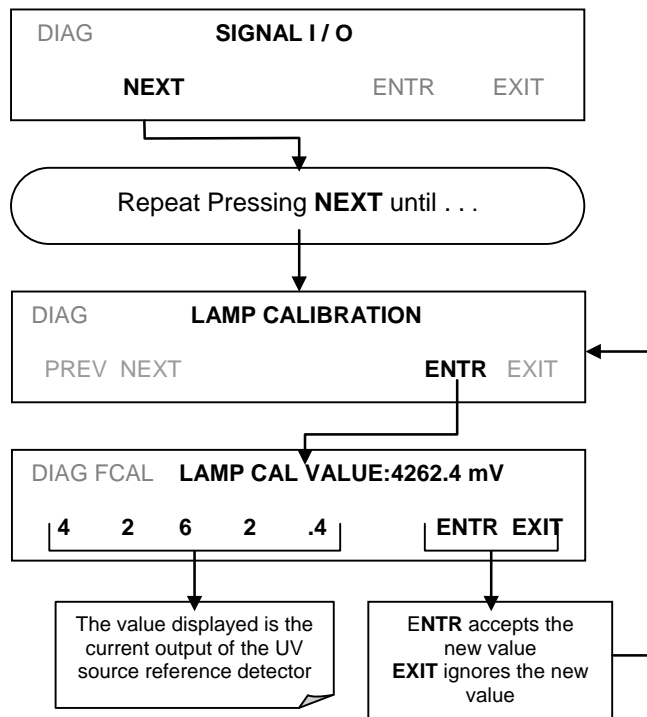 DIAG SIGNAL I / O
NEXT ENTR EXIT
Repeat Pressing NEXT until . . .
DIAG LAMP CALIBRATION
PREV NEXT ENTR EXIT
DIAG FCAL LAMP CAL VALUE:4262.4 mV
4 2 6 2 .4 ENTR EXIT
The value displayed is the
current output of the UV
source reference detector
ENTR accepts the
new value
EXIT ignores the new
value